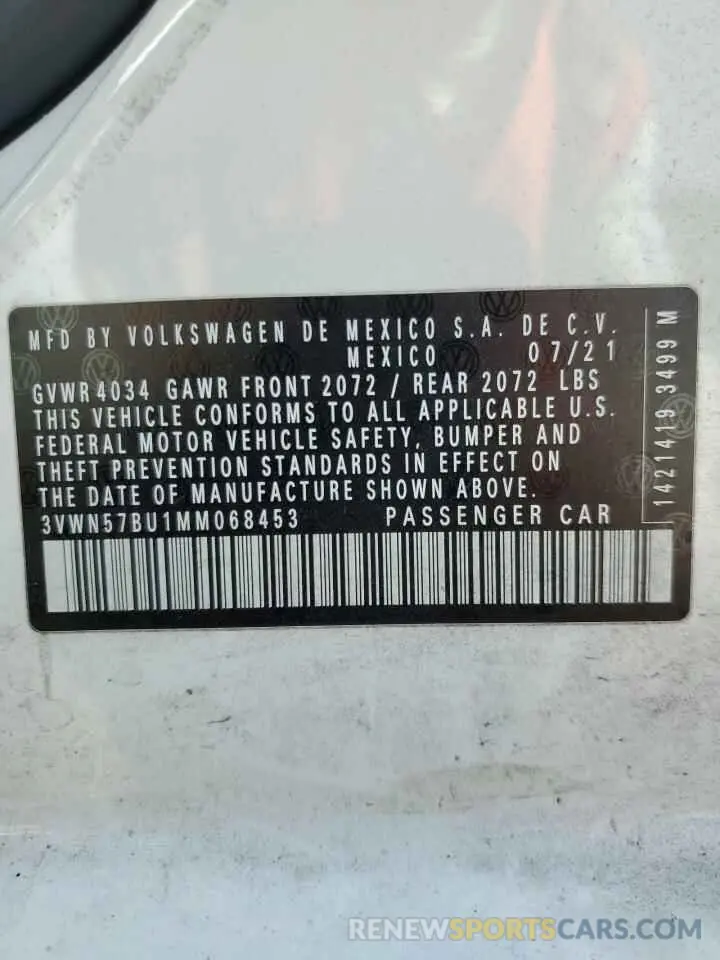 MFD BY VOLKSWAGEN DE MEXICO S.A. DE C.V.
MEXICO 07/21
GVWR 4034 GAWR FRONT 2072 / REAR 2072 LBS
THIS VEHICLE CONFORMS TO ALL APPLICABLE U.S.
FEDERAL MOTOR VEHICLE SAFETY, BUMPER AND
THEFT PREVENTION STANDARDS IN EFFECT ON
THE DATE OF MANUFACTURE SHOWN ABOVE.
3VWN57BU1MM068453 PASSENGER CAR
1421419 3499 M
RENEWSPORTSCARS.COM